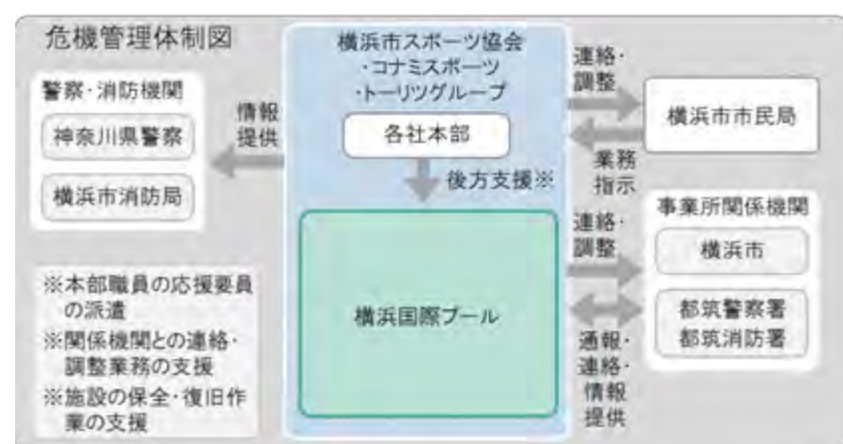 危機管理体制図
警察・消防機関
神奈川県警察
横浜市消防局
情報
提供
横浜市スポーツ協会
・コナミスポーツ
・トーリツグループ
各社本部
後方支援※
横浜国際プール
連絡・
調整
業務
指示
横浜市市民局
事業所関係機関
連絡・
調整
横浜市
都筑警察署
都筑消防署
通報・
連絡・
情報
提供
※本部職員の応援要員
の派遣
※関係機関との連絡・
調整業務の支援
※施設の保全・復旧作
業の支援